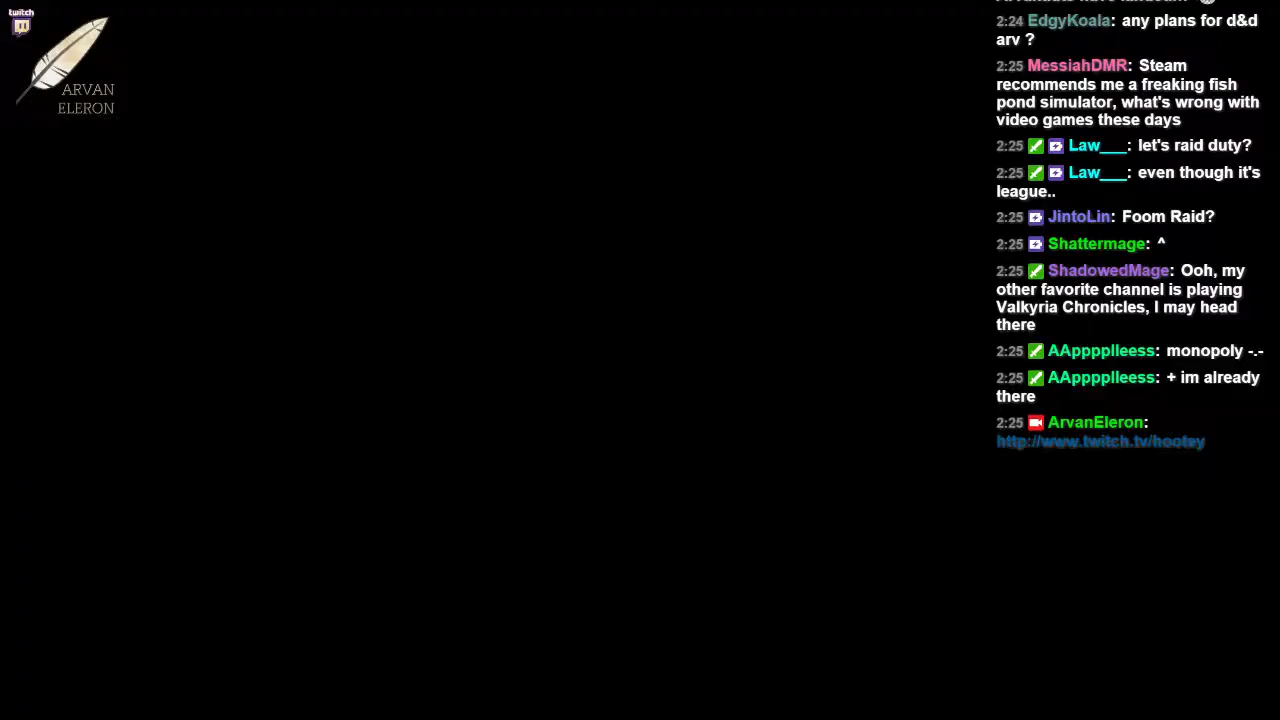 twitch
ARVAN
ELERON
2:24 EdgyKoala: any plans for d&d
arv ?
2:25 MessiahDMR: Steam
recommends me a freaking fish
pond simulator, what's wrong with
video games these days
2:25 Law___: let's raid duty?
2:25 Law___: even though it's
league..
2:25 JintoLin: Foom Raid?
2:25 Shattermage: ^
2:25 ShadowedMage: Ooh, my
other favorite channel is playing
Valkyria Chronicles, I may head
there
2:25 AAppppplleess: monopoly -.-
2:25 AAppppplleess: + im already
there
2:25 ArvanEleron:
http://www.twitch.tv/hootey